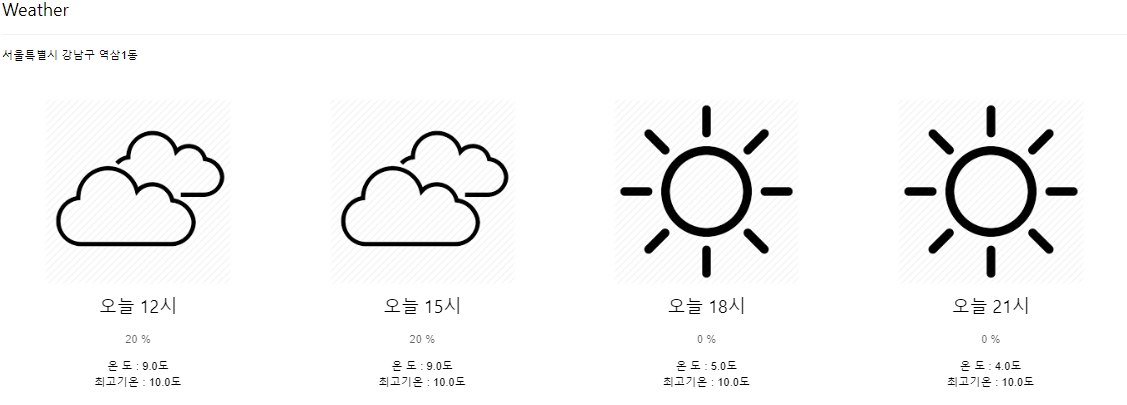 Weather
서울특별시 강남구 역삼1동
오늘 12시
20 %
온 도 : 9.0도
최고기온 : 10.0도
오늘 15시
20 %
온 도 : 9.0도
최고기온 : 10.0도
오늘 18시
0 %
온 도 : 5.0도
최고기온 : 10.0도
오늘 21시
0 %
온 도 : 4.0도
최고기온 : 10.0도